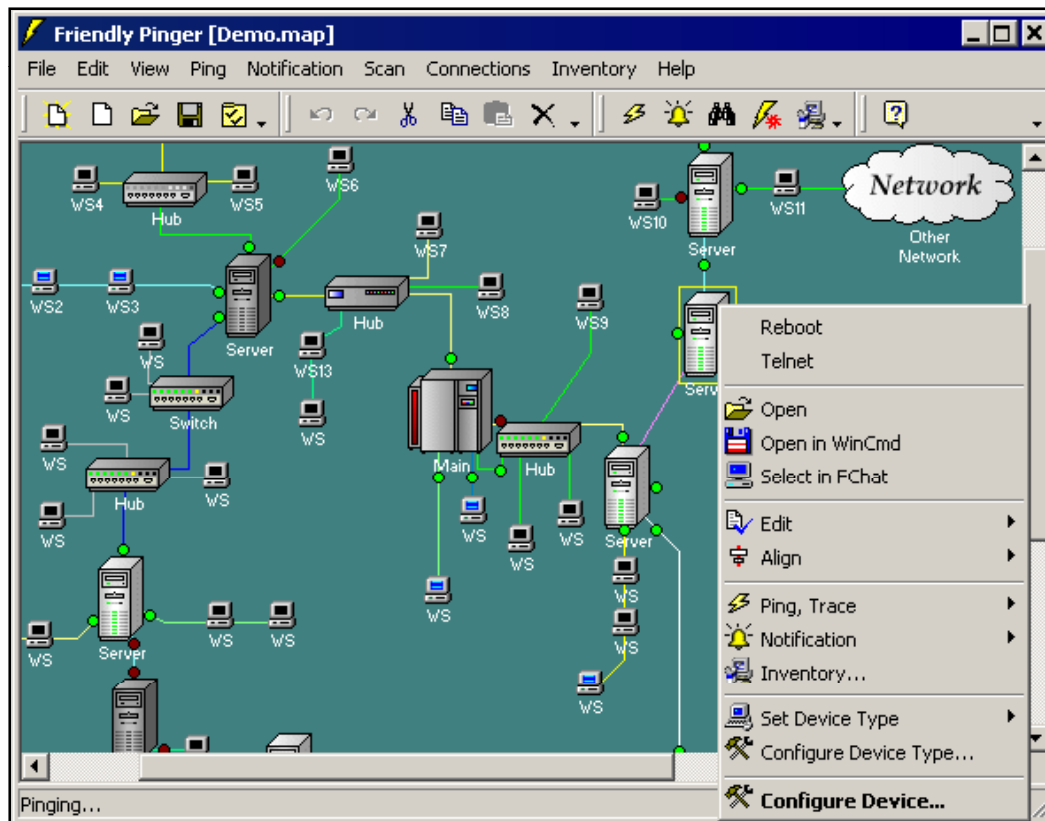 Friendly Pinger [Demo.map]
File Edit View Ping Notification Scan Connections Inventory Help
WS4
Hub
WS5
WS6
WS7
WS10
Server
WS11
Network
Other
Network
WS2
WS3
Server
Hub
WS8
WS9
WS13
WS
WS
WS
Switch
Main
Hub
Server
Serv
WS
Hub
WS
WS
WS
WS
WS
WS
WS
WS
WS
WS
Server
WS
WS
WS
Reboot
Telnet
Open
Open in WinCmd
Select in FChat
Edit
Align
Ping, Trace
Notification
Inventory...
Set Device Type
Configure Device Type...
Configure Device...
Pinging...